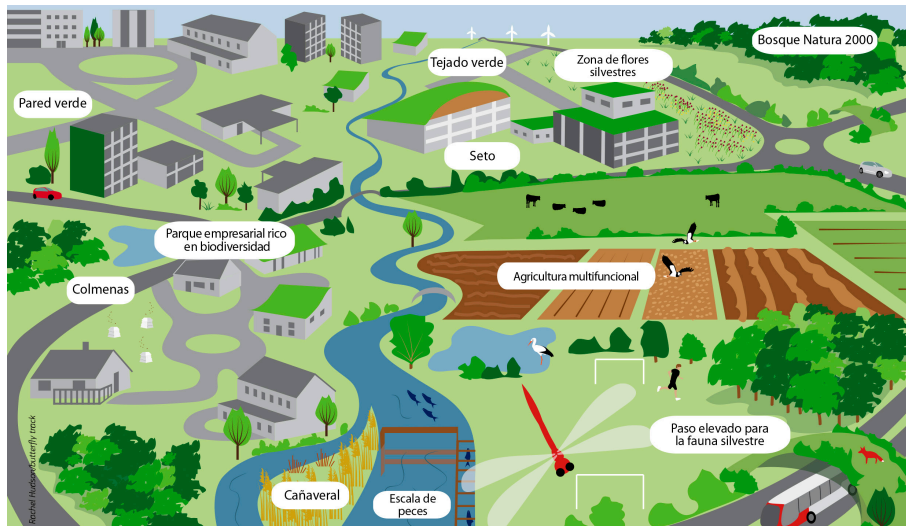 Bosque Natura 2000
Tejado verde
Zona de flores
silvestres
Pared verde
Seto
Parque empresarial rico
en biodiversidad
Agricultura multifuncional
Colmenas
Paso elevado para
la fauna silvestre
Cañaveral
Escala de
peces
Rachel Hudson/butterfly track